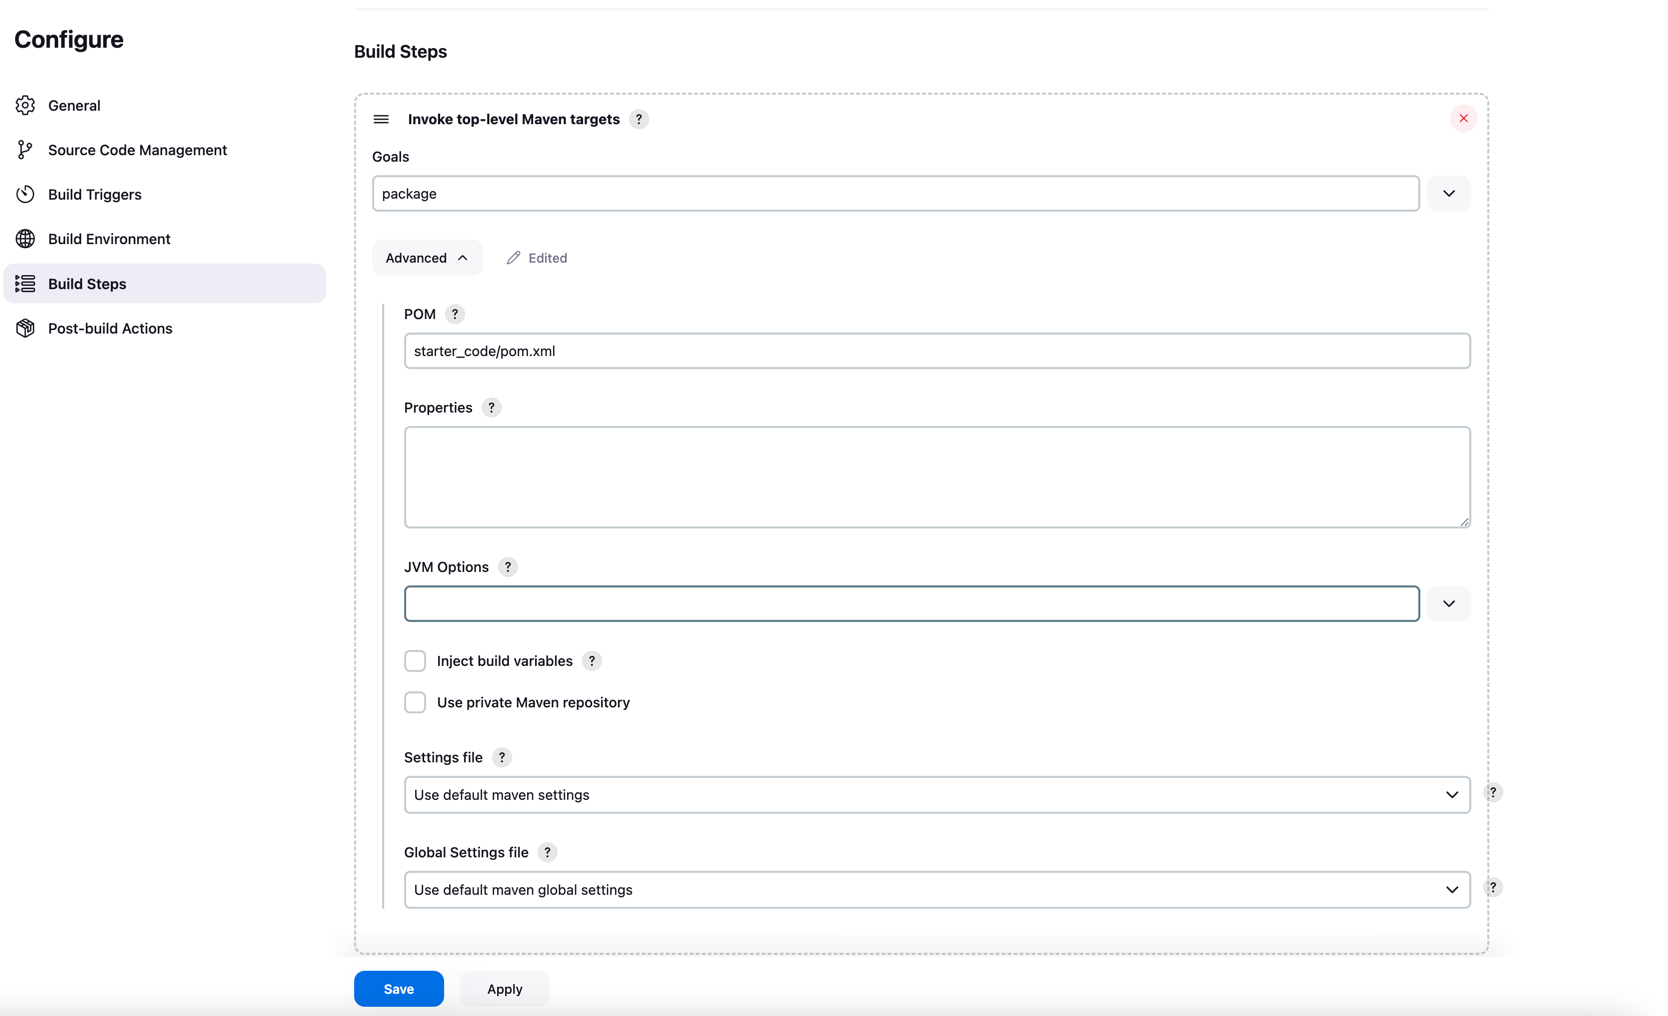 Configure
General
Source Code Management
Build Triggers
Build Environment
Build Steps
Post-build Actions
Build Steps
Invoke top-level Maven targets ?
Goals
package
Advanced Edited
POM ?
starter_code/pom.xml
Properties ?
JVM Options ?
Inject build variables ?
Use private Maven repository
Settings file ?
Use default maven settings ?
Global Settings file ?
Use default maven global settings ?
Save Apply